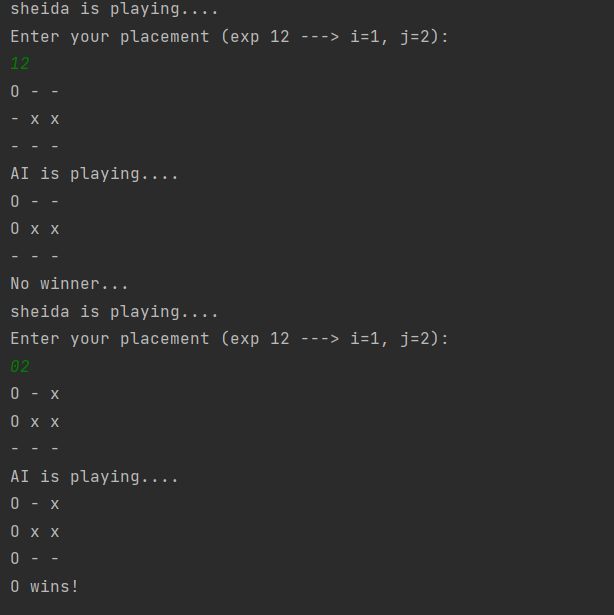 sheida is playing....
Enter your placement (exp 12 ---> i=1, j=2):
12
O - -
- x x
- - -
AI is playing....
O - -
O x x
- - -
No winner...
sheida is playing....
Enter your placement (exp 12 ---> i=1, j=2):
02
O - x
O x x
- - -
AI is playing....
O - x
O x x
O - -
O wins!